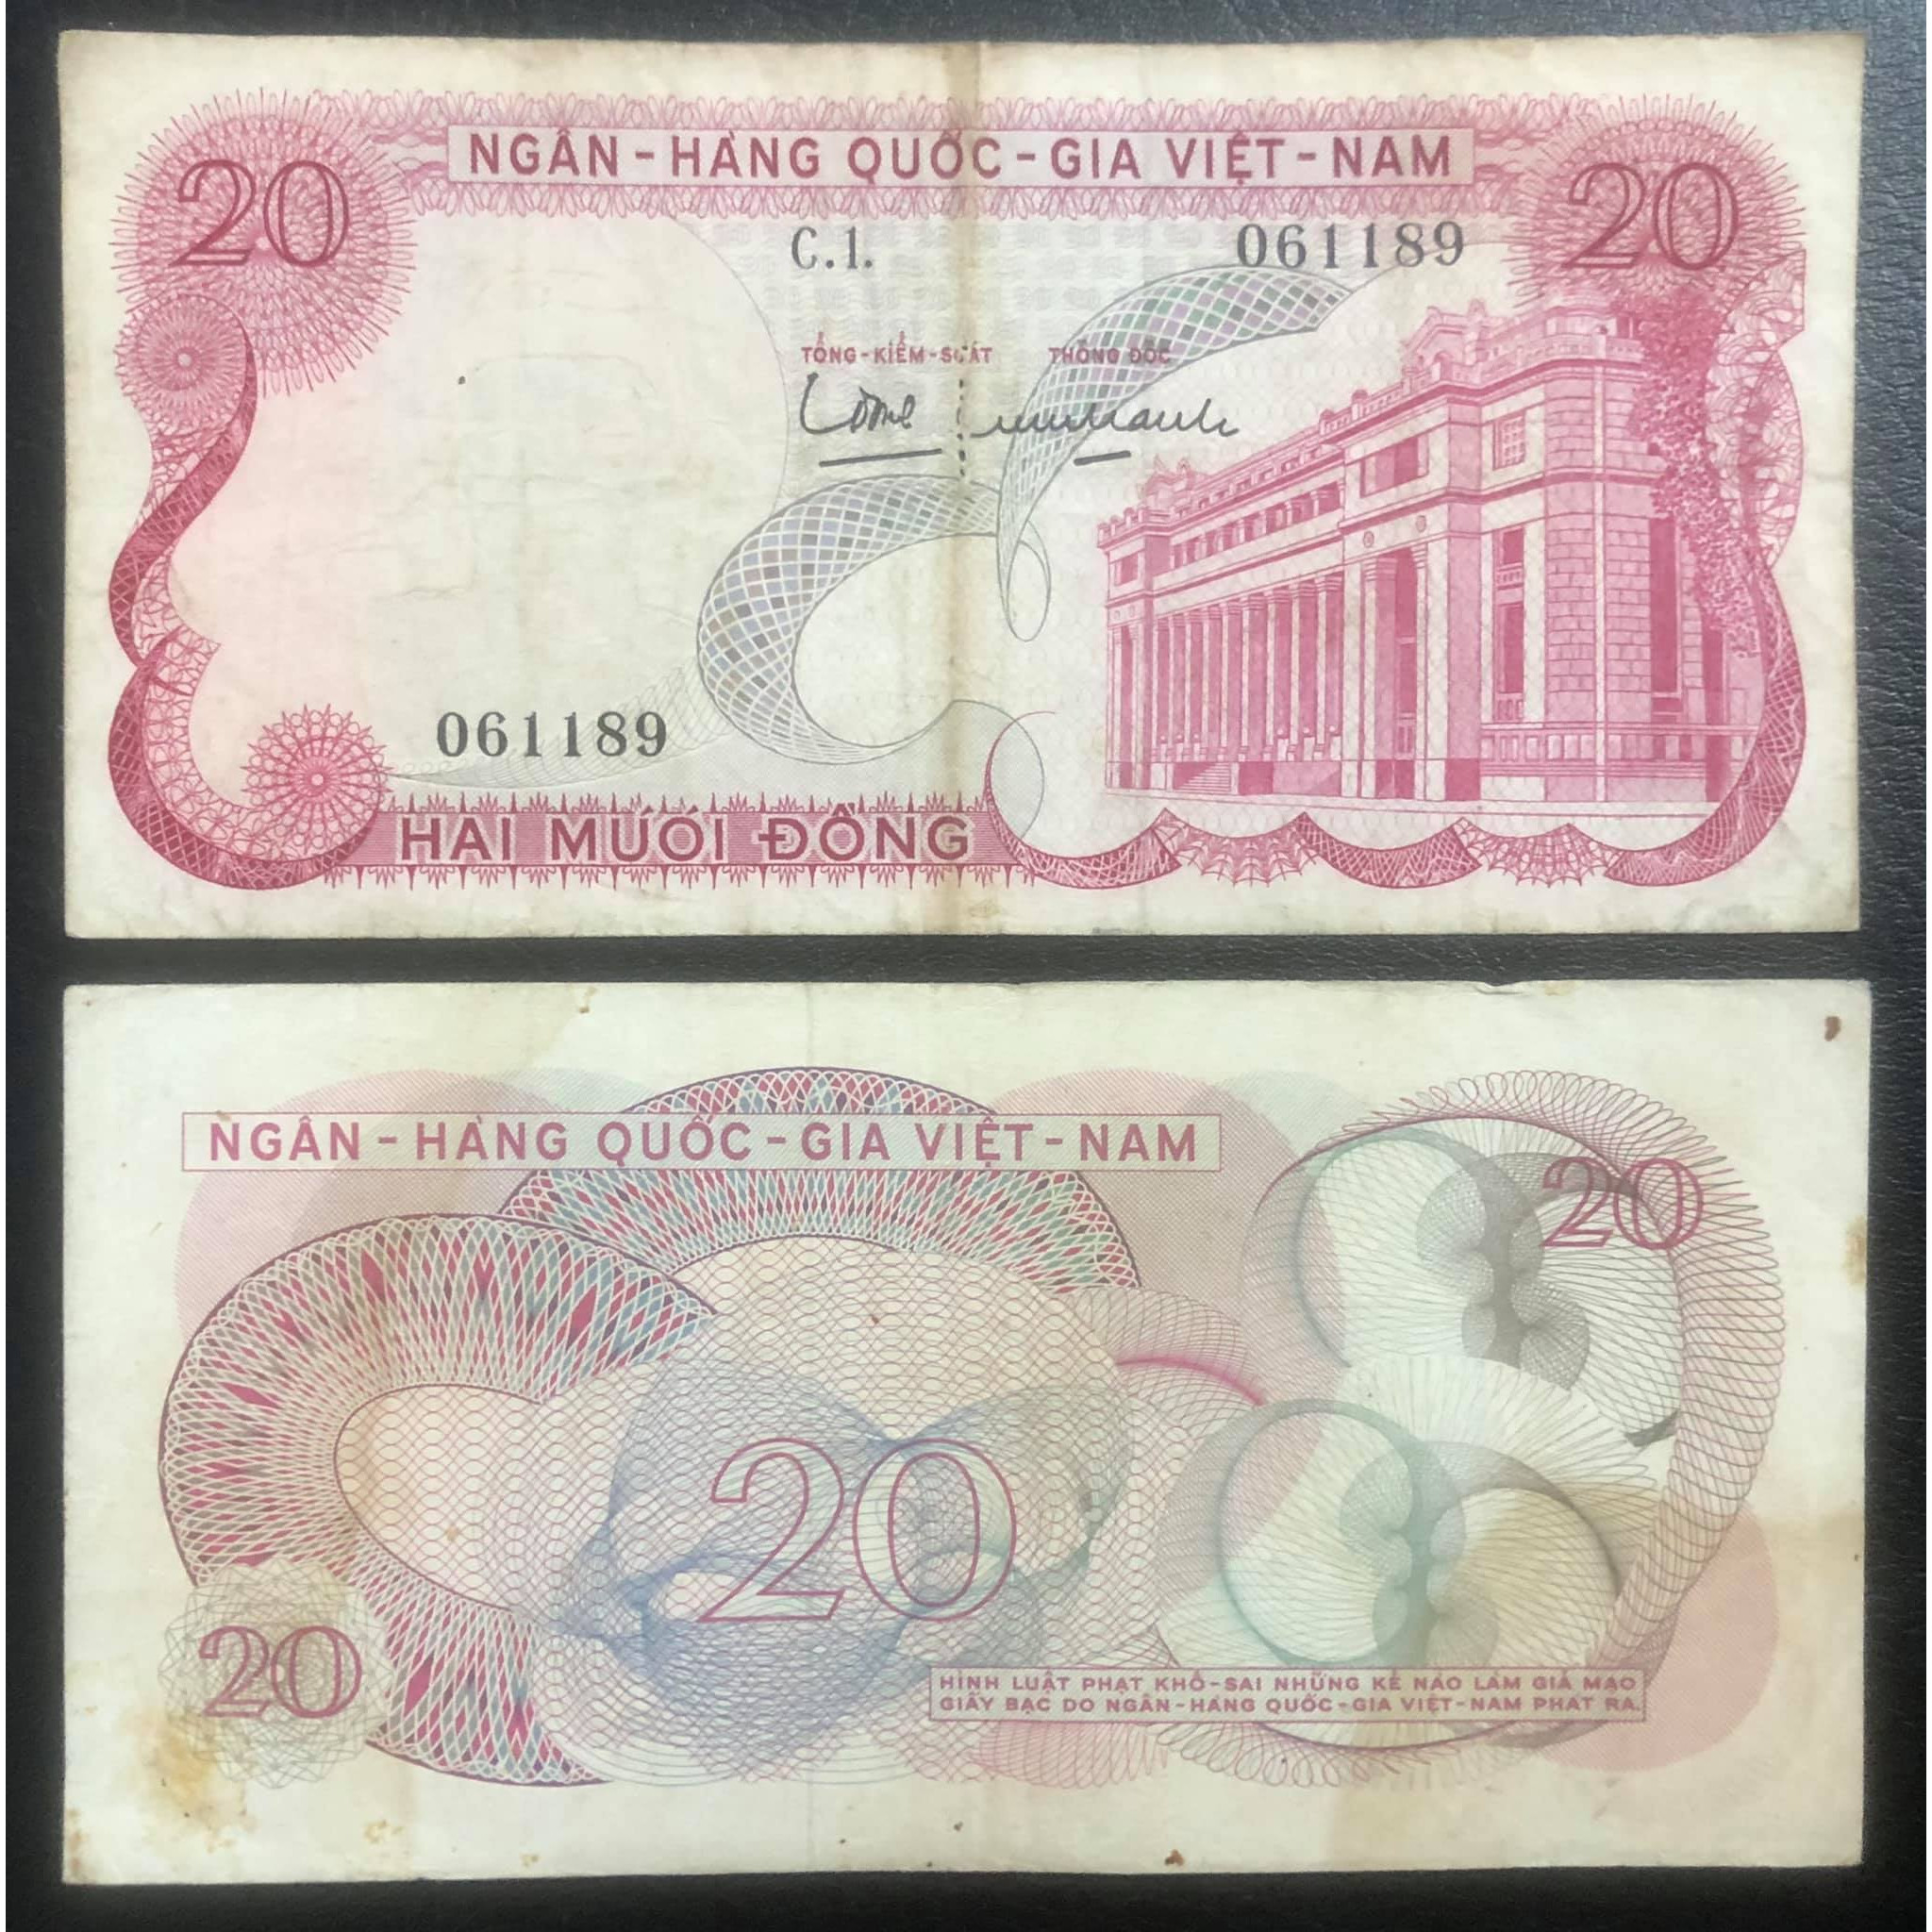 NGÂN-HÀNG QUỐC-GIA VIỆT-NAM
20
20
C.1.
061189
TỔNG-KIỂM-SOÁT
THỐNG ĐỐC
061189
HAI MƯƠI ĐỒNG
NGÂN-HÀNG QUỐC-GIA VIỆT-NAM
20
20
20
HÌNH LUẬT PHẠT KHỔ-SAI NHỮNG KẺ NÀO LÀM GIẢ MẠO
GIẤY BẠC DO NGÂN-HÀNG QUỐC-GIA VIỆT-NAM PHÁT RA.